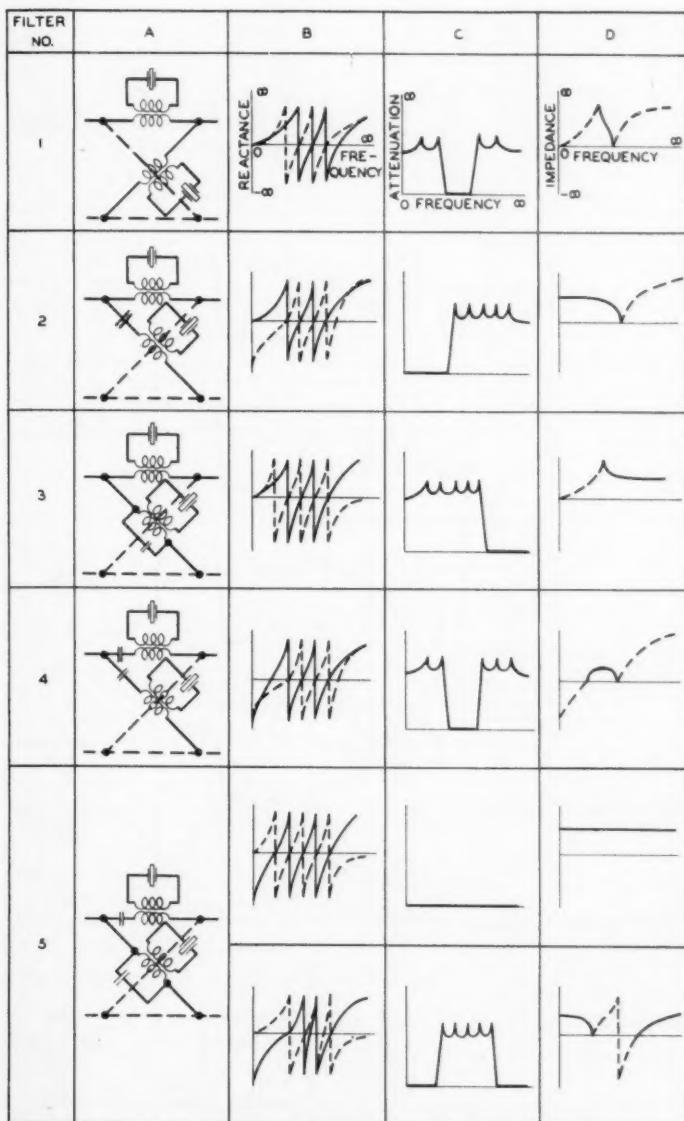 FILTER
NO.
A
B
C
D
1
REACTANCE
∞
0
-∞
∞
FRE-
QUENCY
ATTENUATION
∞
0 FREQUENCY ∞
IMPEDANCE
∞
0
FREQUENCY
-∞
2
3
4
5